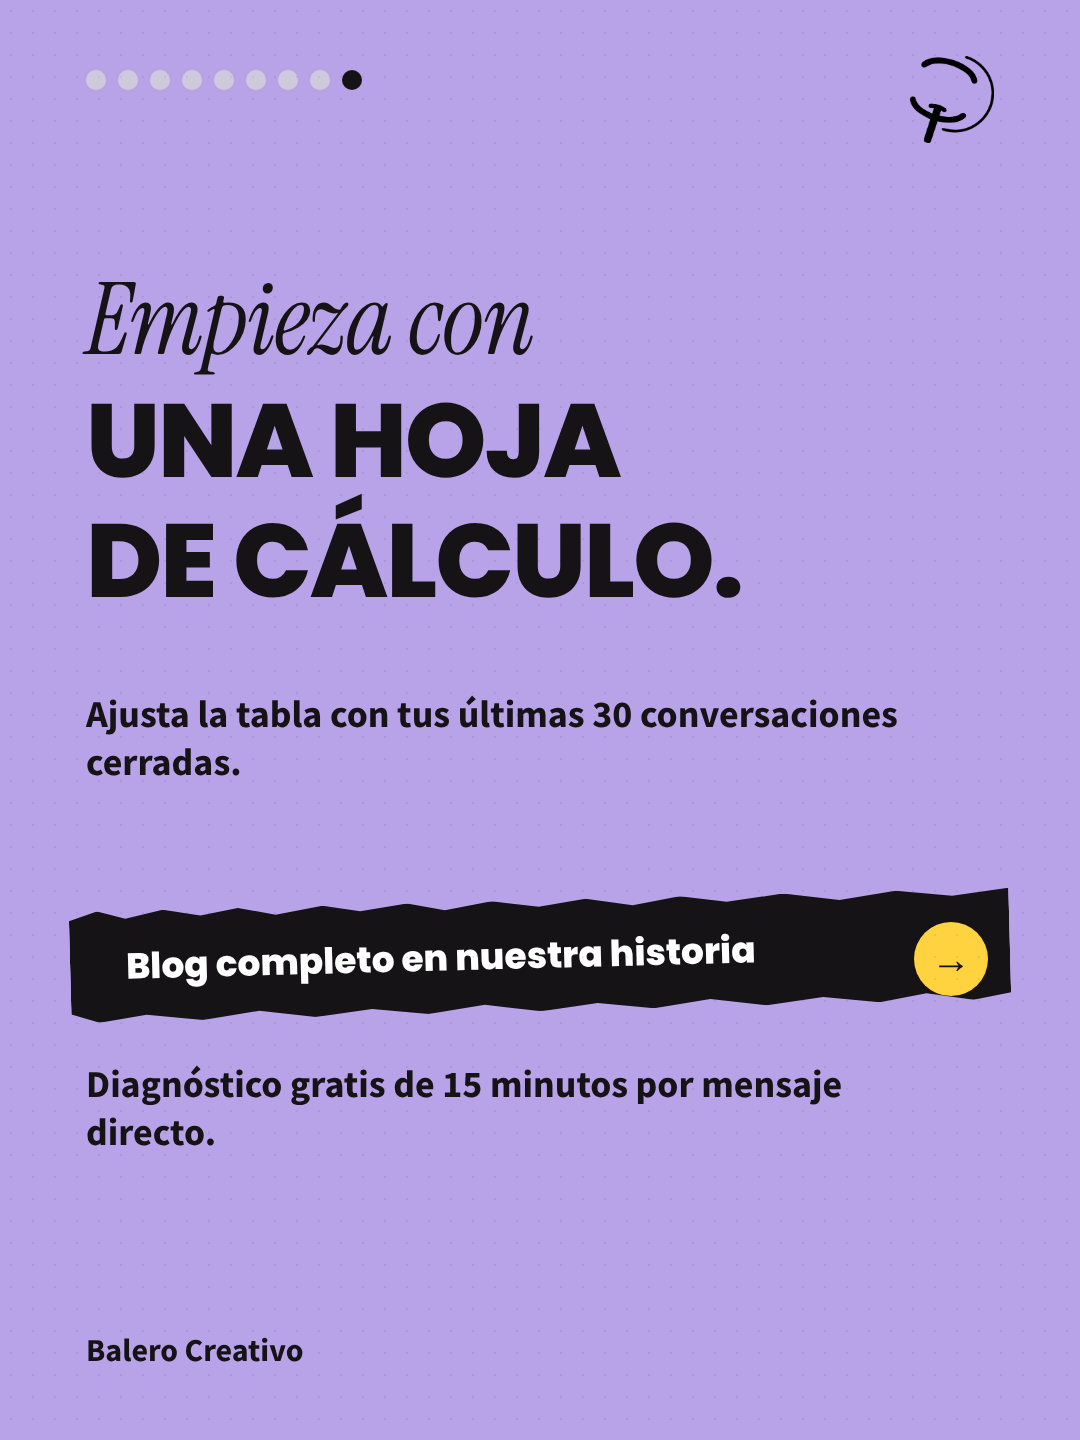 Empieza con
UNA HOJA
DE CÁLCULO.
Ajusta la tabla con tus últimas 30 conversaciones
cerradas.
Blog completo en nuestra historia
→
Diagnóstico gratis de 15 minutos por mensaje
directo.
Balero Creativo